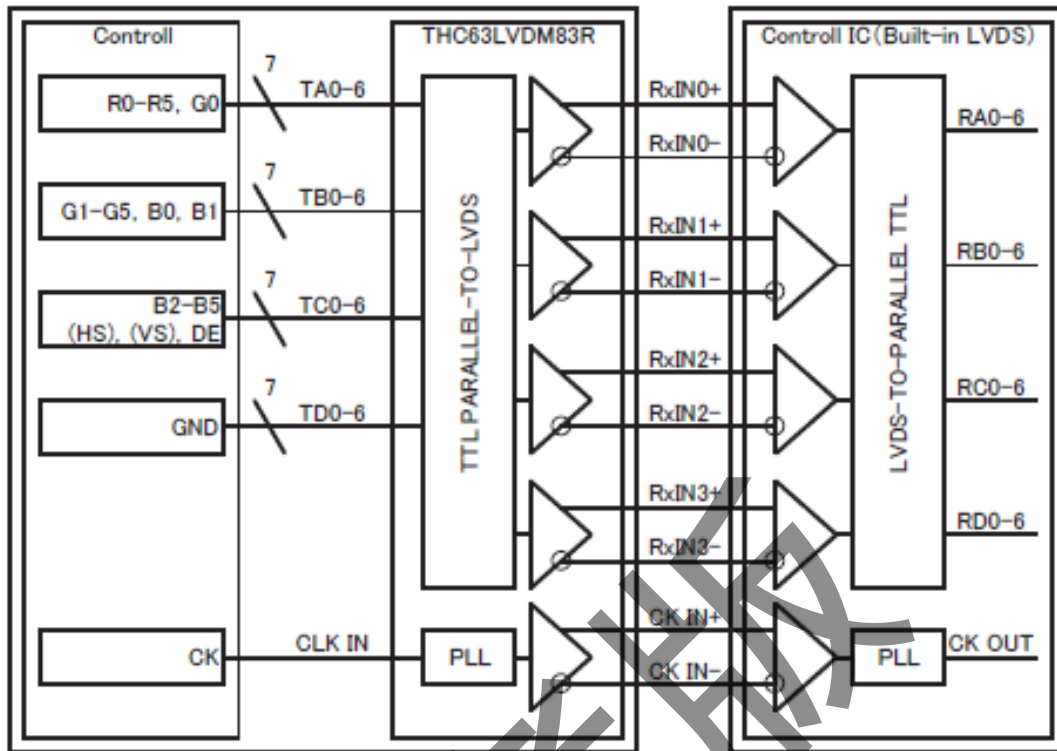 Controll
THC63LVDM83R
Controll IC(Built-in LVDS)
R0-R5, G0
7
TA0-6
RxIN0+
RxIN0-
RA0-6
G1-G5, B0, B1
7
TB0-6
RxIN1+
RxIN1-
RB0-6
B2-B5
(HS), (VS), DE
7
TC0-6
RxIN2+
RxIN2-
RC0-6
GND
7
TD0-6
RxIN3+
RxIN3-
RD0-6
TTL PARALLEL-TO-LVDS
LVDS-TO-PARALLEL TTL
CK
CLK IN
PLL
CK IN+
CK IN-
PLL
CK OUT